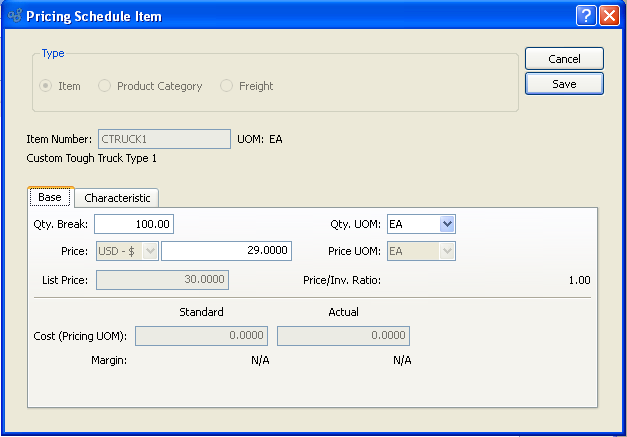 Pricing Schedule Item
Type
Item Product Category Freight
Cancel
Save
Item Number: CTRUCK1 UOM: EA
Custom Tough Truck Type 1
Base Characteristic
Qty. Break: 100.00 Qty. UOM: EA
Price: USD - $ 29.0000 Price UOM: EA
List Price: 30.0000 Price/Inv. Ratio: 1.00
Standard Actual
Cost (Pricing UOM): 0.0000 0.0000
Margin: N/A N/A